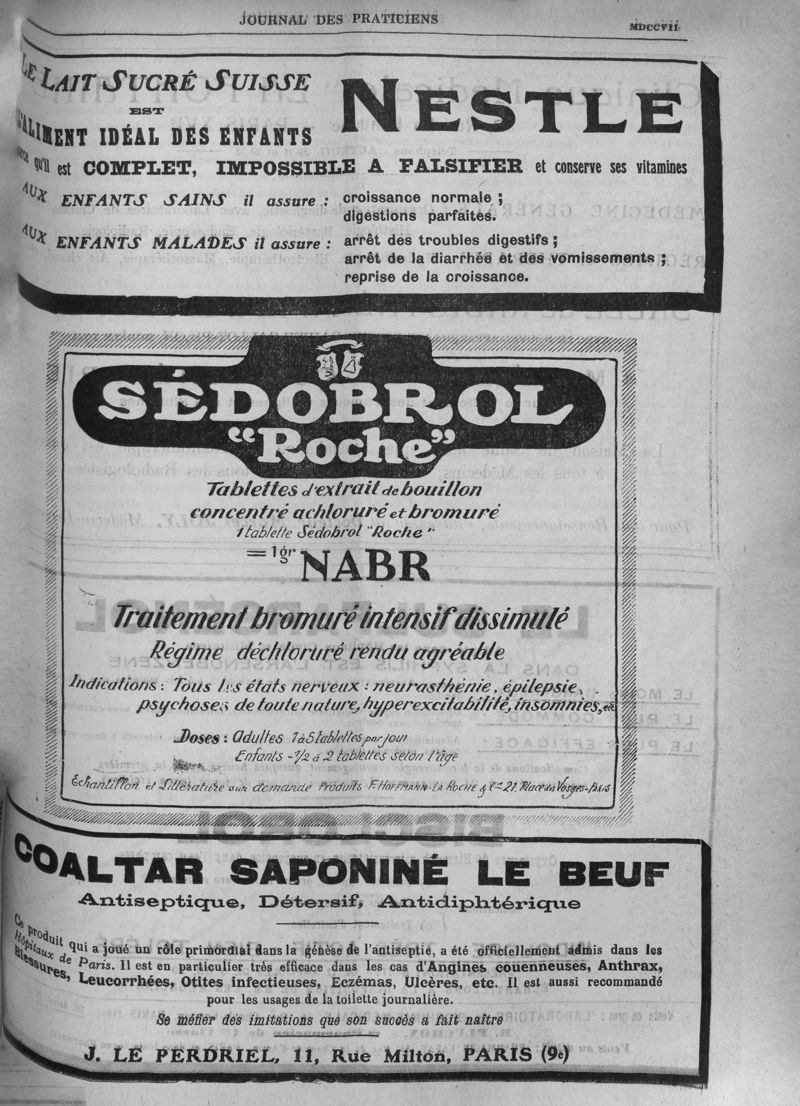 JOURNAL DES PRATICIENS
MDCCVII
LE LAIT SUCRÉ SUISSE
EST
L'ALIMENT IDÉAL DES ENFANTS
NESTLE
parce qu'il est COMPLET, IMPOSSIBLE A FALSIFIER et conserve ses vitamines
AUX ENFANTS SAINS il assure : croissance normale ;
digestions parfaites.
AUX ENFANTS MALADES il assure : arrêt des troubles digestifs ;
arrêt de la diarrhée et des vomissements ;
reprise de la croissance.
SÉDOBROL
"Roche"
Tablettes d'extrait de bouillon
concentré achloruré et bromuré
1 tablette Sédobrol "Roche"
= 1gr NABR
Traitement bromuré intensif dissimulé
Régime déchloruré rendu agréable
Indications : Tous les états nerveux : neurasthénie, épilepsie,
psychoses de toute nature, hyperexcitabilité, insomnies, etc
Doses : Adultes 1 à 5 tablettes par jour
Enfants - 1/2 à 2 tablettes selon l'âge
Echantillon et Littérature sur demande Produits F. HOFFMANN-LA ROCHE & Cie 21, Place des Vosges-Paris
COALTAR SAPONINÉ LE BEUF
Antiseptique, Détersif, Antidiphtérique
Ce produit qui a joué un rôle primordial dans la génèse de l'antiseptie, a été officiellement admis dans les
Hôpitaux de Paris. Il est en particulier très efficace dans les cas d'Angines couenneuses, Anthrax,
Blessures, Leucorrhées, Otites infectieuses, Eczémas, Ulcères, etc. Il est aussi recommandé
pour les usages de la toilette journalière.
Se méfier des imitations que son succès a fait naître
J. LE PERDRIEL, 11, Rue Milton, PARIS (9e)